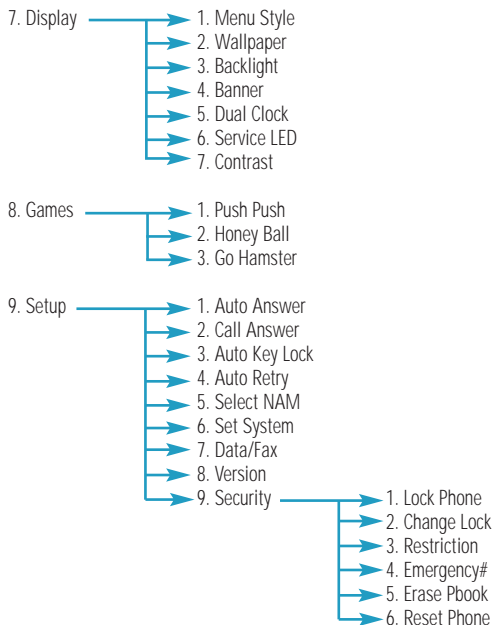 7. Display
1. Menu Style
2. Wallpaper
3. Backlight
4. Banner
5. Dual Clock
6. Service LED
7. Contrast
8. Games
1. Push Push
2. Honey Ball
3. Go Hamster
9. Setup
1. Auto Answer
2. Call Answer
3. Auto Key Lock
4. Auto Retry
5. Select NAM
6. Set System
7. Data/Fax
8. Version
9. Security
1. Lock Phone
2. Change Lock
3. Restriction
4. Emergency#
5. Erase Pbook
6. Reset Phone